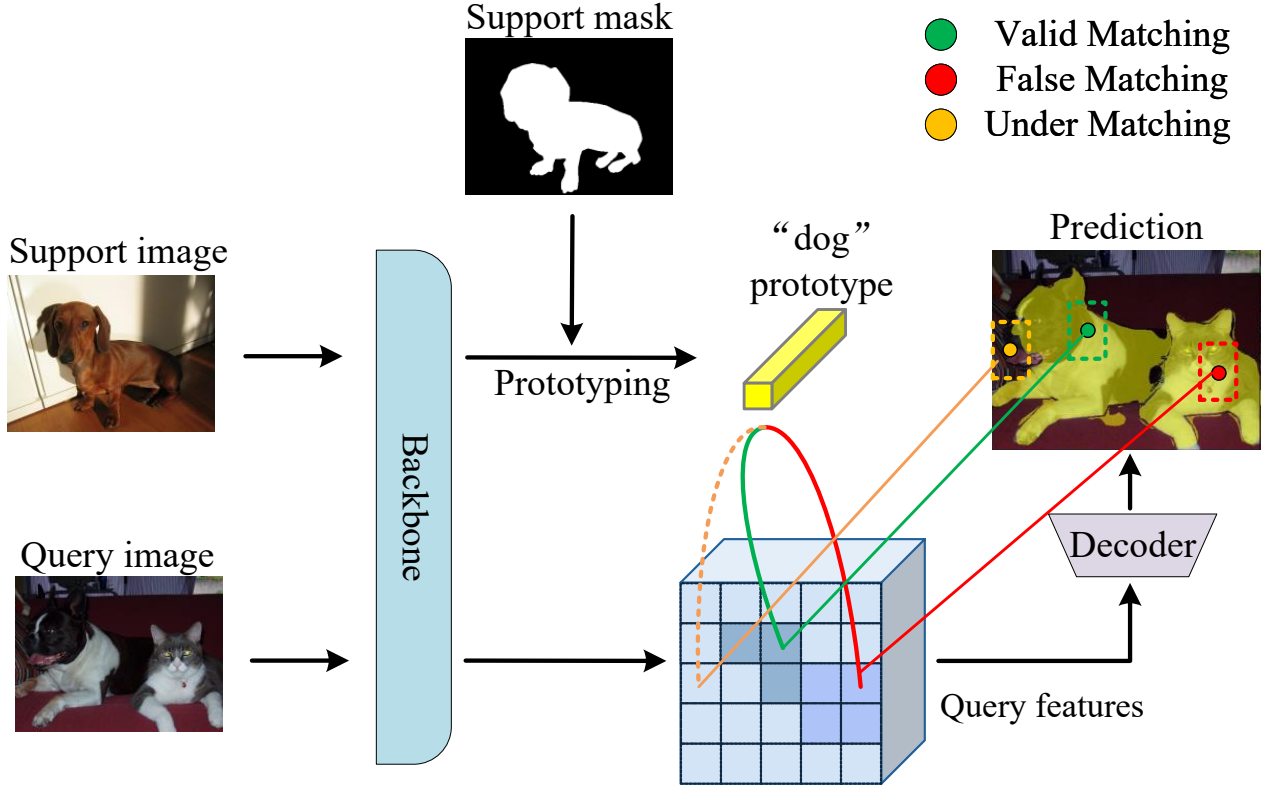 Support mask
Valid Matching
False Matching
Under Matching
Support image
“dog”
prototype
Prediction
Prototyping
Backbone
Query image
Decoder
Query features